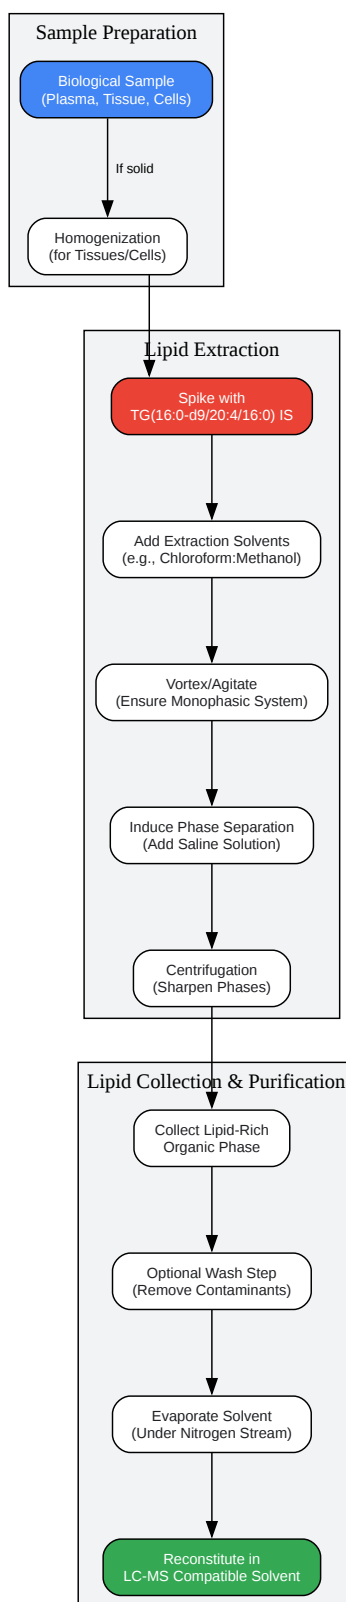 Sample Preparation
Biological Sample
(Plasma, Tissue, Cells)
If solid
Homogenization
(for Tissues/Cells)
Lipid Extraction
Spike with
TG(16:0-d9/20:4/16:0) IS
Add Extraction Solvents
(e.g., Chloroform:Methanol)
Vortex/Agitate
(Ensure Monophasic System)
Induce Phase Separation
(Add Saline Solution)
Centrifugation
(Sharpen Phases)
Lipid Collection & Purification
Collect Lipid-Rich
Organic Phase
Optional Wash Step
(Remove Contaminants)
Evaporate Solvent
(Under Nitrogen Stream)
Reconstitute in
LC-MS Compatible Solvent